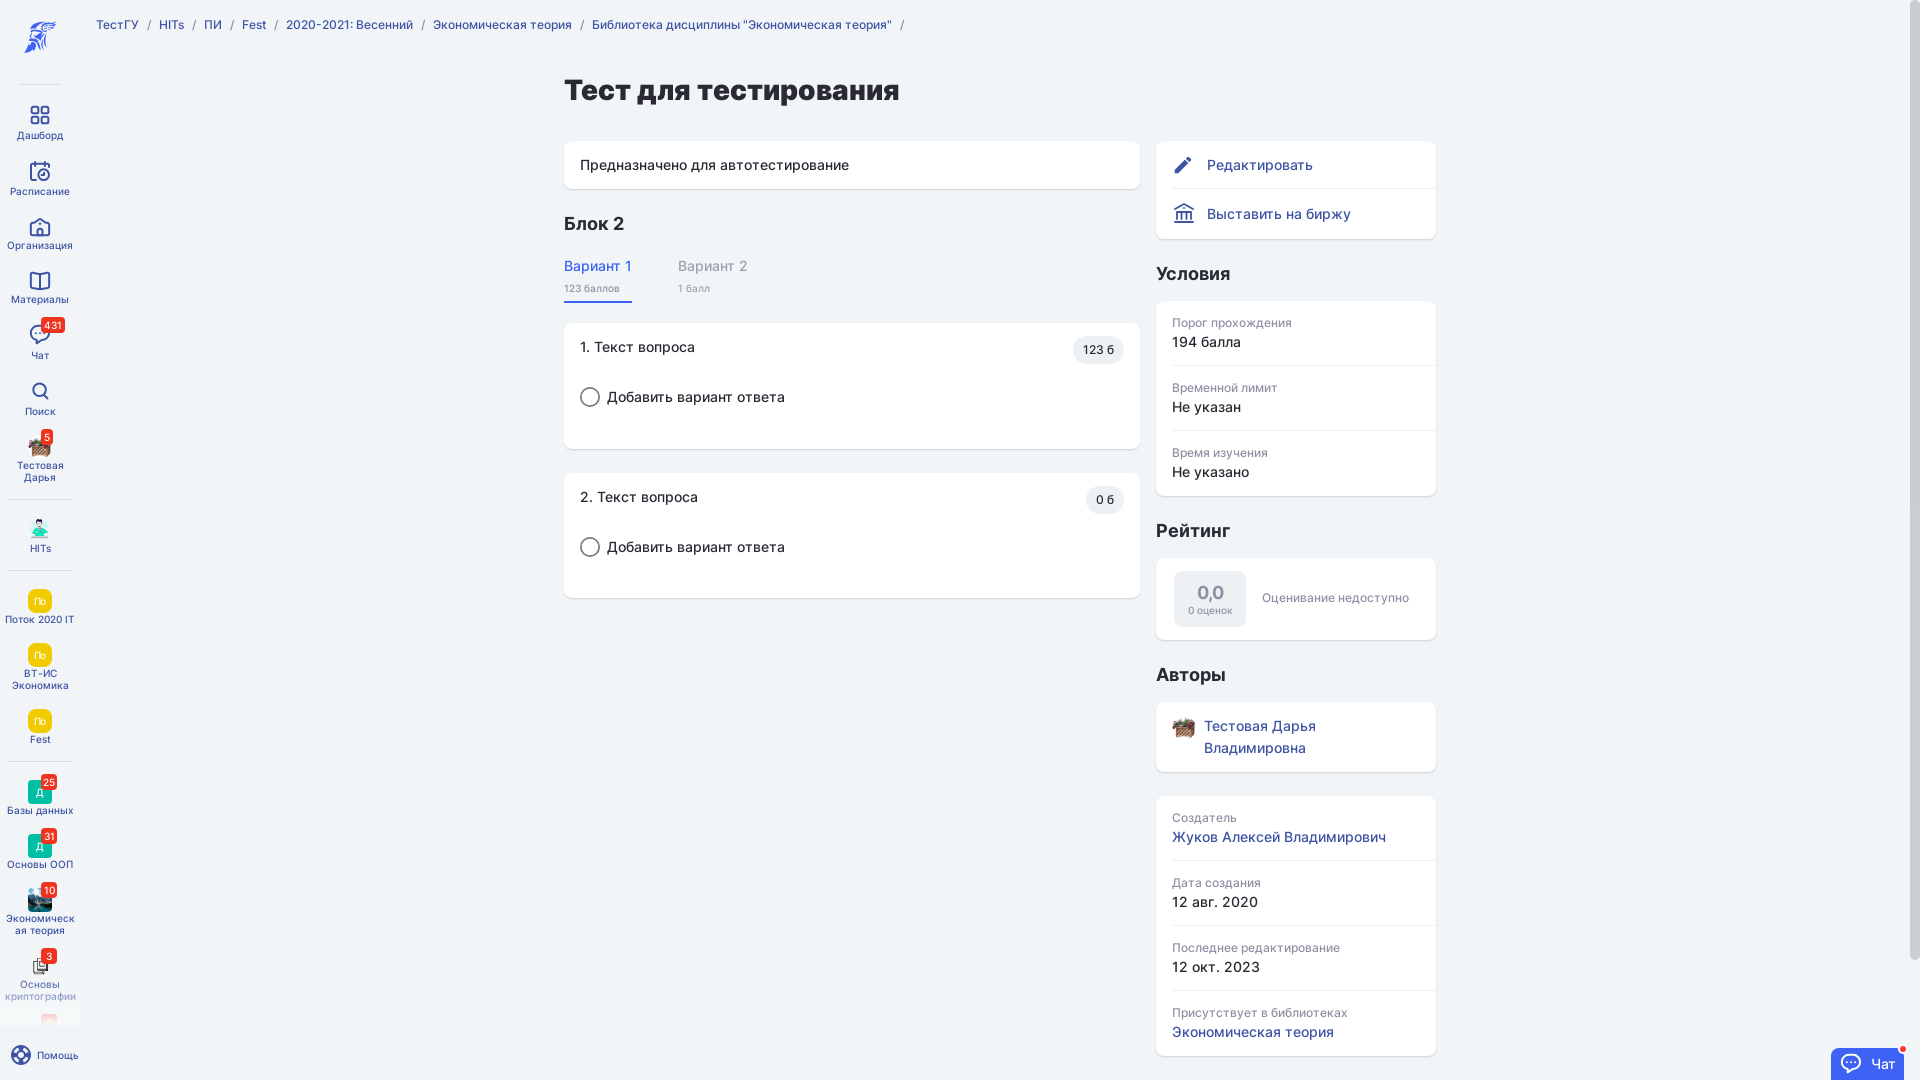 ТестГУ / HITs / ПИ / Fest / 2020-2021: Весенний / Экономическая теория / Библиотека дисциплины "Экономическая теория" /
Дашборд
Расписание
Организация
Материалы
431
Чат
Поиск
5
Тестовая
Дарья
HITs
По
Поток 2020 IT
По
ВТ-ИС
Экономика
По
Fest
25
Д
Базы данных
31
Д
Основы ООП
10
Экономическ
ая теория
3
Основы
криптографии
Помощь
Тест для тестирования
Предназначено для автотестирование
Блок 2
Вариант 1
123 баллов
Вариант 2
1 балл
1. Текст вопроса
123 б
Добавить вариант ответа
2. Текст вопроса
0 б
Добавить вариант ответа
Редактировать
Выставить на биржу
Условия
Порог прохождения
194 балла
Временной лимит
Не указан
Время изучения
Не указано
Рейтинг
0,0
0 оценок
Оценивание недоступно
Авторы
Тестовая Дарья
Владимировна
Создатель
Жуков Алексей Владимирович
Дата создания
12 авг. 2020
Последнее редактирование
12 окт. 2023
Присутствует в библиотеках
Экономическая теория
Чат